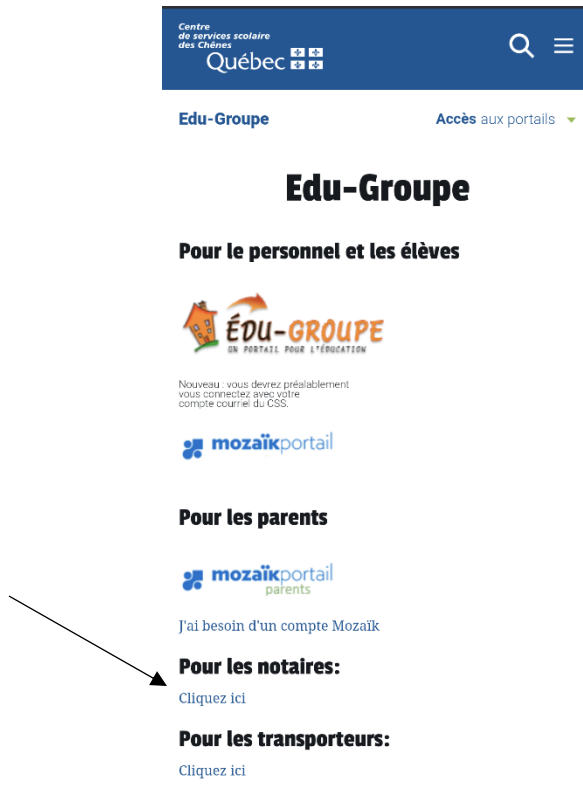 Centre
de services scolaire
des Chênes
Québec
Edu-Groupe
Accès aux portails
Edu-Groupe
Pour le personnel et les élèves
ÉDU-GROUPE
UN PORTAIL POUR L'ÉDUCATION
Nouveau : vous devrez préalablement
vous connectez avec votre
compte courriel du CSS.
mozaïkportail
Pour les parents
mozaïkportail
parents
J'ai besoin d'un compte Mozaïk
Pour les notaires:
Cliquez ici
Pour les transporteurs:
Cliquez ici